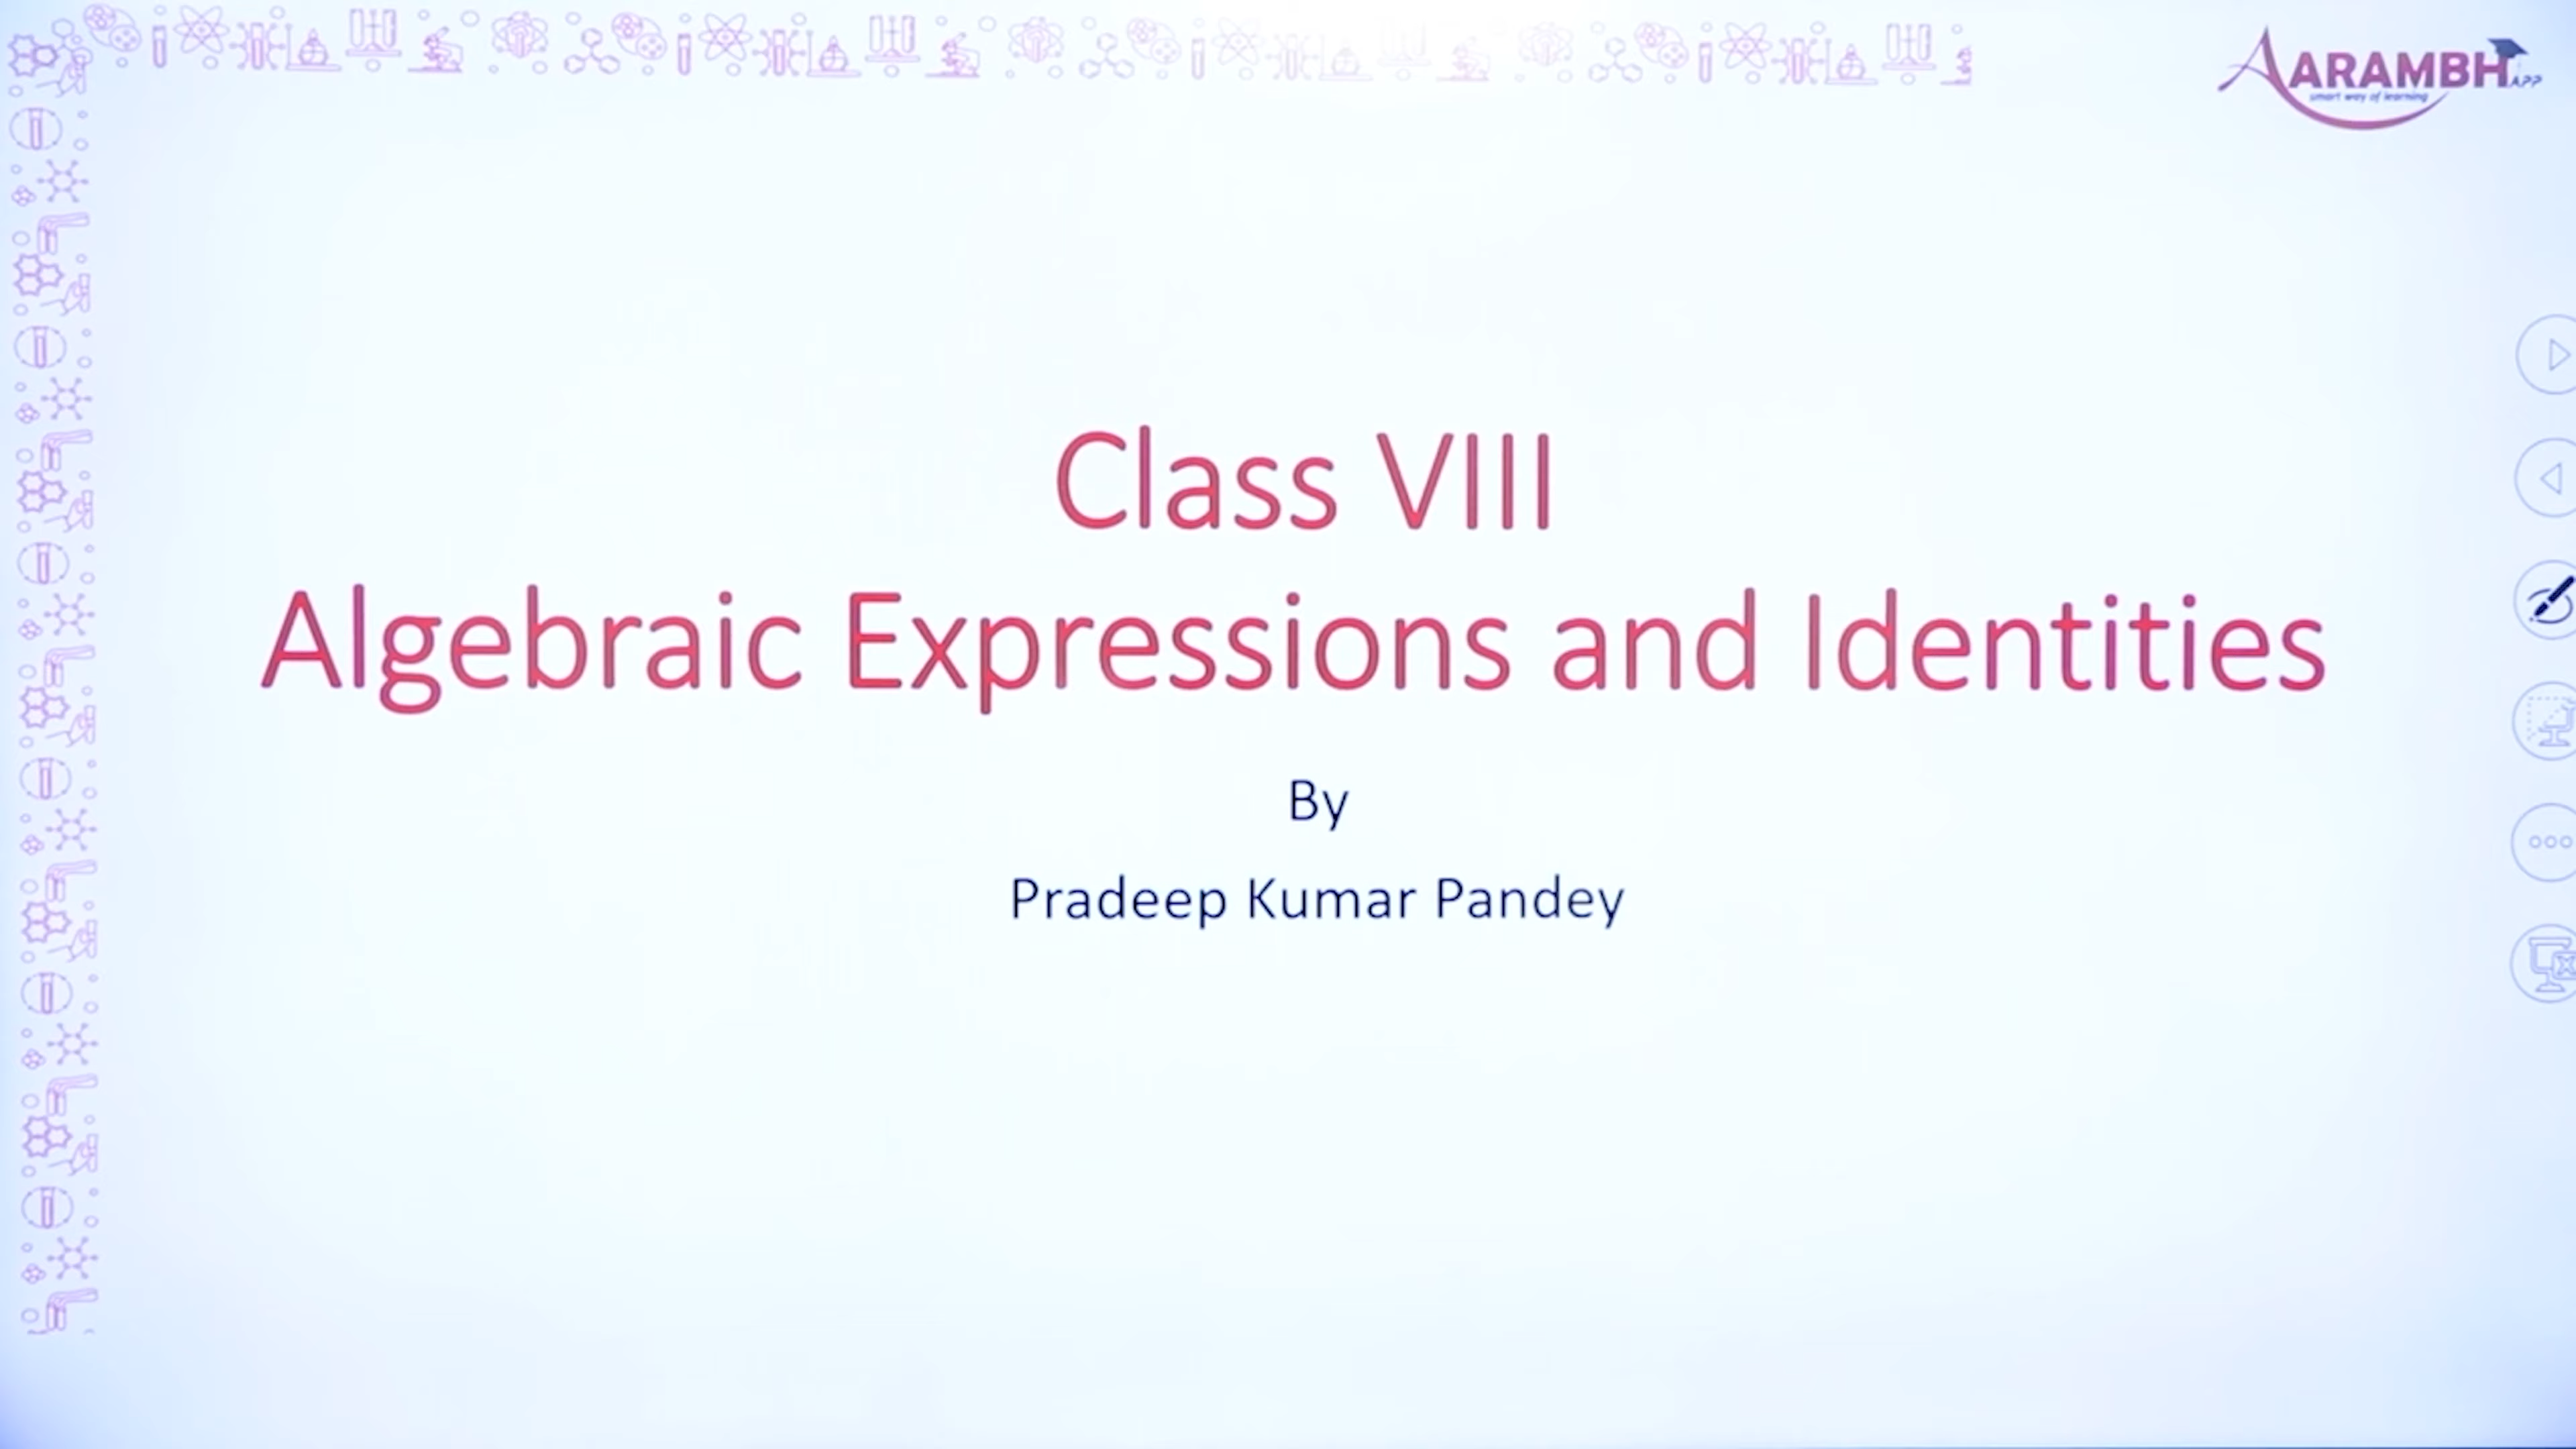 AARAMBH APP
smart way of learning
Class VIII
Algebraic Expressions and Identities
By
Pradeep Kumar Pandey